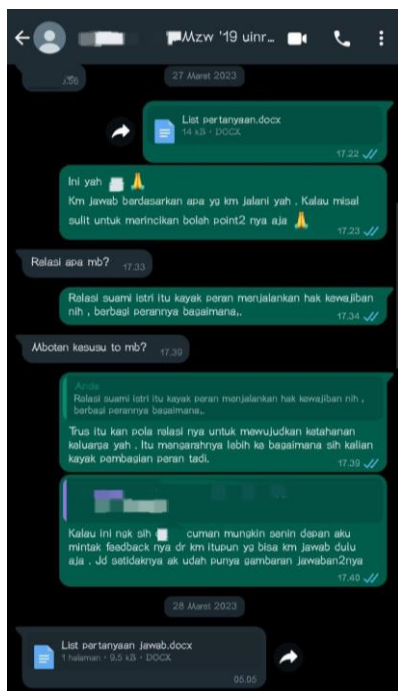 Mzw '19 uinr...
27 Maret 2023
List pertanyaan.docx
14 kB • DOCX
17.22
Ini yah 🙏
Km jawab berdasarkan apa yg km jalani yah . Kalau misal
sulit untuk merincikan boleh point2 nya aja 🙏
17.23
Relasi apa mb?
17.33
Relasi suami istri itu kayak peran menjalankan hak kewajiban
nih , berbagi perannya bagaimana,.
17.34
Mboten kesusu to mb?
17.39
Anda
Relasi suami istri itu kayak peran menjalankan hak kewajiban nih ,
berbagi perannya bagaimana,.
Trus itu kan pola relasi nya untuk mewujudkan ketahanan
keluarga yah . Itu mengarahnya lebih ke bagaimana sih kalian
kayak pembagian peran tadi.
17.39
Kalau ini ngk sih cuman mungkin senin depan aku
mintak feedback nya dr km itupun yg bisa km jawab dulu
aja . Jd setidaknya ak udah punya gambaran jawaban2nya
17.40
28 Maret 2023
List pertanyaan jawab.docx
1 halaman • 9,5 kB • DOCX
05.05